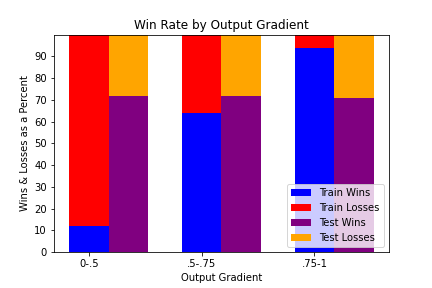 Win Rate by Output Gradient
Wins & Losses as a Percent
90
80
70
60
50
40
30
20
10
0
0-.5
.5-.75
.75-1
Output Gradient
Train Wins
Train Losses
Test Wins
Test Losses